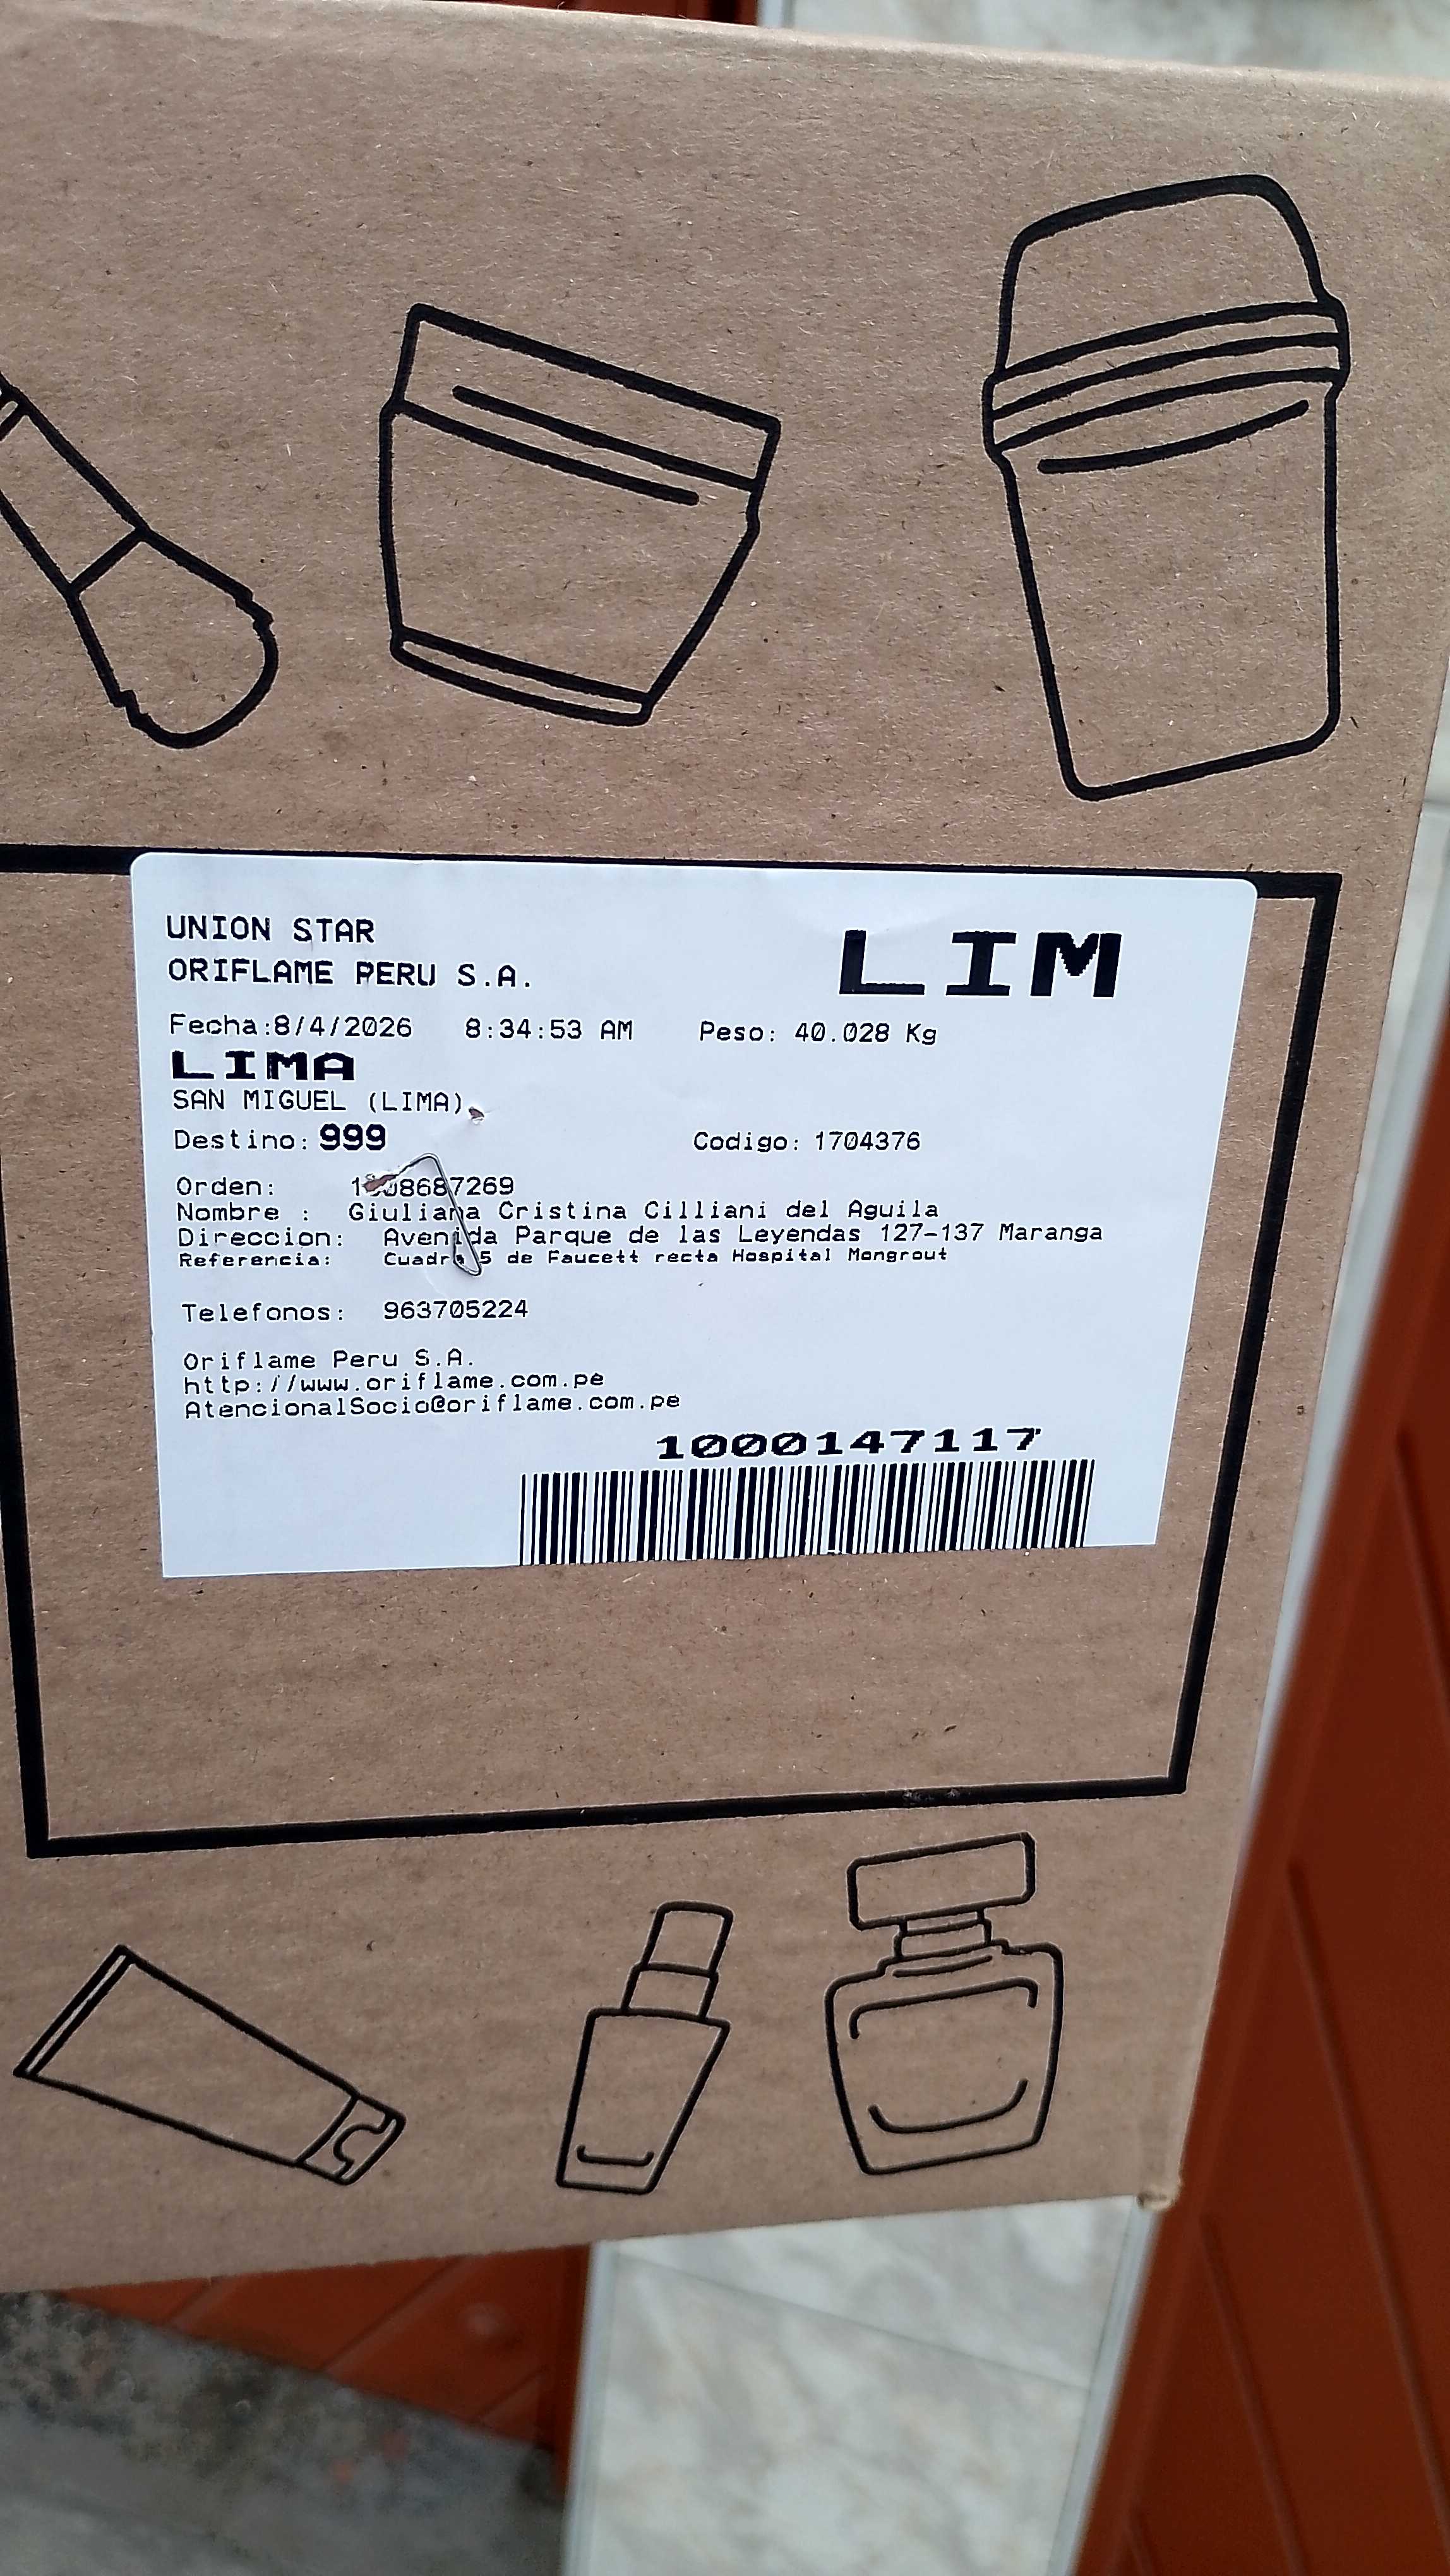 UNION STAR
LIM
ORIFLAME PERU S.A.
Fecha:8/4/2026 8:34:53 AM Peso: 40.028 Kg
LIMA
SAN MIGUEL (LIMA)
Destino: 999 Codigo: 1704376
Orden:
Nombre : Giuliana Cristina Cilliani del Aguila
Direccion: Avenida Parque de las Leyendas 127-137 Maranga
Referencia: Cuadra 5 de Faucett recta Hospital Mongrout
Telefonos: 963705224
Oriflame Peru S.A.
http://www.oriflame.com.pe
AtencionalSocio@oriflame.com.pe
1000147117